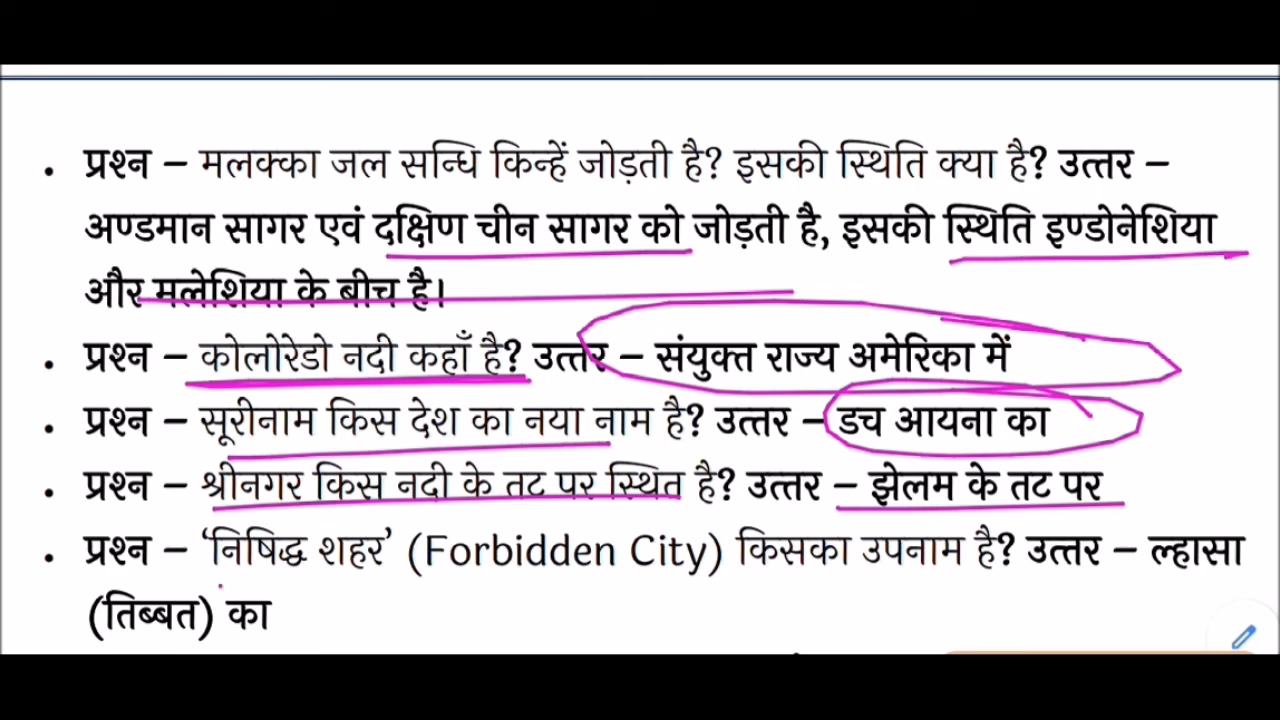 • प्रश्न – मलक्का जल सन्धि किन्हें जोड़ती है? इसकी स्थिति क्या है? उत्तर –
अण्डमान सागर एवं दक्षिण चीन सागर को जोड़ती है, इसकी स्थिति इण्डोनेशिया
और मलेशिया के बीच है।
• प्रश्न – कोलोरेडो नदी कहाँ है? उत्तर – संयुक्त राज्य अमेरिका में
• प्रश्न – सूरीनाम किस देश का नया नाम है? उत्तर – डच आयना का
• प्रश्न – श्रीनगर किस नदी के तट पर स्थित है? उत्तर – झेलम के तट पर
• प्रश्न – ‘निषिद्ध शहर’ (Forbidden City) किसका उपनाम है? उत्तर – ल्हासा
(तिब्बत) का